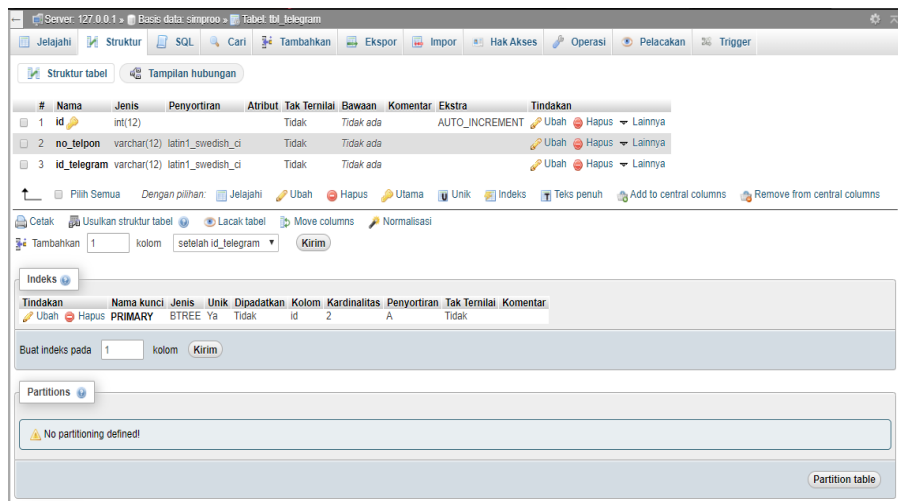 Server: 127.0.0.1 » Basis data: simproo » Tabel: tbl_telegram
Jelajahi Struktur SQL Cari Tambahkan Ekspor Impor Hak Akses Operasi Pelacakan Trigger
Struktur tabel Tampilan hubungan
# Nama Jenis Penyortiran Atribut Tak Ternilai Bawaan Komentar Ekstra Tindakan
1 id int(12) Tidak Tidak ada AUTO_INCREMENT Ubah Hapus Lainnya
2 no_telpon varchar(12) latin1_swedish_ci Tidak Tidak ada Ubah Hapus Lainnya
3 id_telegram varchar(12) latin1_swedish_ci Tidak Tidak ada Ubah Hapus Lainnya
Pilih Semua Dengan pilihan: Jelajahi Ubah Hapus Utama Unik Indeks Teks penuh Add to central columns Remove from central columns
Cetak Usulkan struktur tabel Lacak tabel Move columns Normalisasi
Tambahkan 1 kolom setelah id_telegram Kirim
Indeks
Tindakan Nama kunci Jenis Unik Dipadatkan Kolom Kardinalitas Penyortiran Tak Ternilai Komentar
Ubah Hapus PRIMARY BTREE Ya Tidak id 2 A Tidak
Buat indeks pada 1 kolom Kirim
Partitions
No partitioning defined!
Partition table